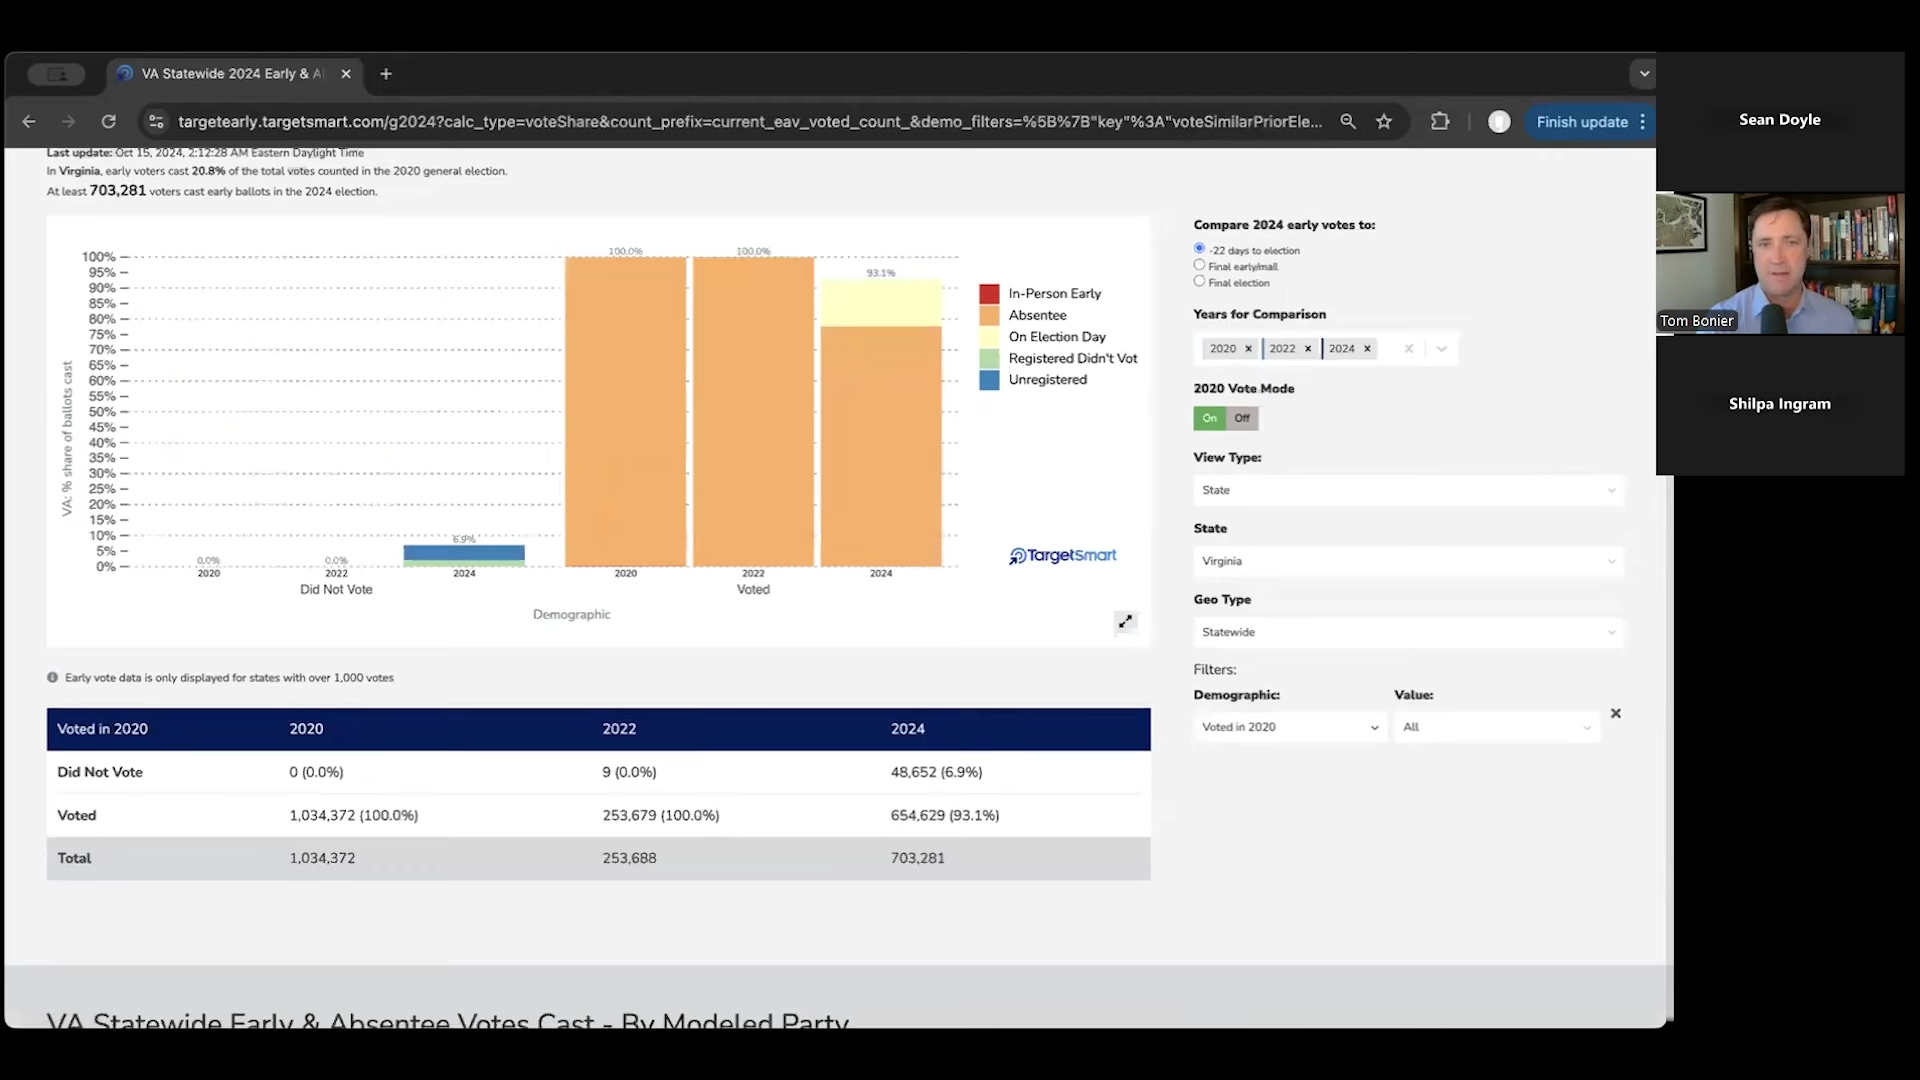 VA Statewide 2024 Early & Al
targetearly.targetsmart.com/g2024?calc_type=voteShare&count_prefix=current_eav_voted_count_&demo_filters=%5B%7B"key"%3A"voteSimilarPriorEle...
Finish update
Last update: Oct 15, 2024, 2:12:28 AM Eastern Daylight Time
In Virginia, early voters cast 20.8% of the total votes counted in the 2020 general election.
At least 703,281 voters cast early ballots in the 2024 election.
VA: % share of ballots cast
100%
95%
90%
85%
80%
75%
70%
65%
60%
55%
50%
45%
40%
35%
30%
25%
20%
15%
10%
5%
0%
0.0%
0.0%
6.9%
100.0%
100.0%
93.1%
2020
2022
2024
2020
2022
2024
Did Not Vote
Voted
Demographic
In-Person Early
Absentee
On Election Day
Registered Didn't Vot
Unregistered
TargetSmart
Early vote data is only displayed for states with over 1,000 votes
Voted in 2020 2020 2022 2024
Did Not Vote 0 (0.0%) 9 (0.0%) 48,652 (6.9%)
Voted 1,034,372 (100.0%) 253,679 (100.0%) 654,629 (93.1%)
Total 1,034,372 253,688 703,281
VA Statewide Early & Absentee Votes Cast - By Modeled Party
Compare 2024 early votes to:
-22 days to election
Final early/mail
Final election
Years for Comparison
2020 2022 2024
2020 Vote Mode
On Off
View Type:
State
State
Virginia
Geo Type
Statewide
Filters:
Demographic: Value:
Voted in 2020 All
Sean Doyle
Tom Bonier
Shilpa Ingram